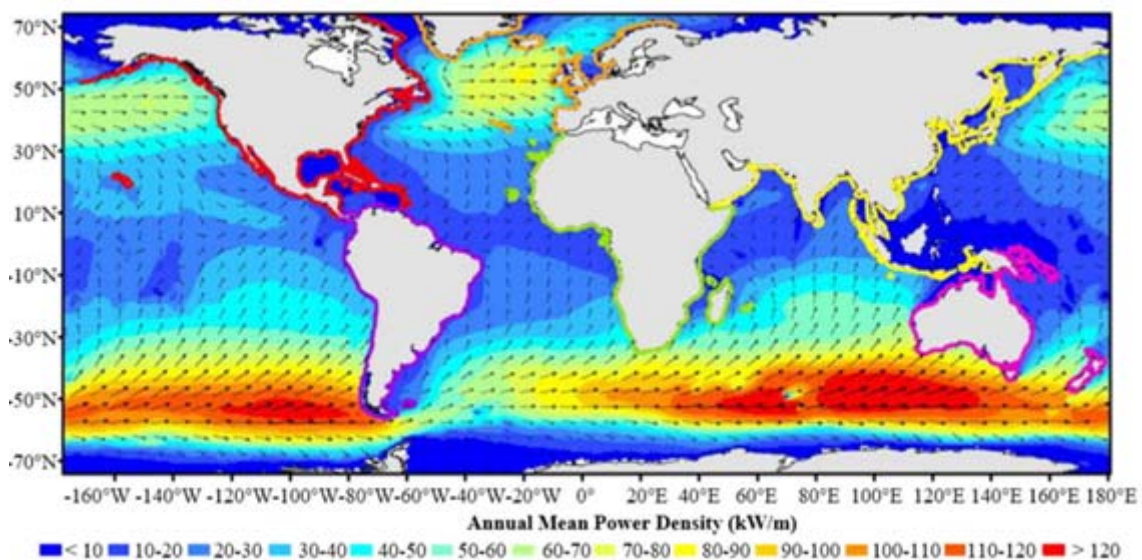 70°N
50°N
30°N
10°N
-10°N
-30°N
-50°N
-70°N
-160°W -140°W -120°W -100°W -80°W -60°W -40°W -20°W 0° 20°E 40°E 60°E 80°E 100°E 120°E 140°E 160°E 180°E
Annual Mean Power Density (kW/m)
< 10 10-20 20-30 30-40 40-50 50-60 60-70 70-80 80-90 90-100 100-110 110-120 > 120